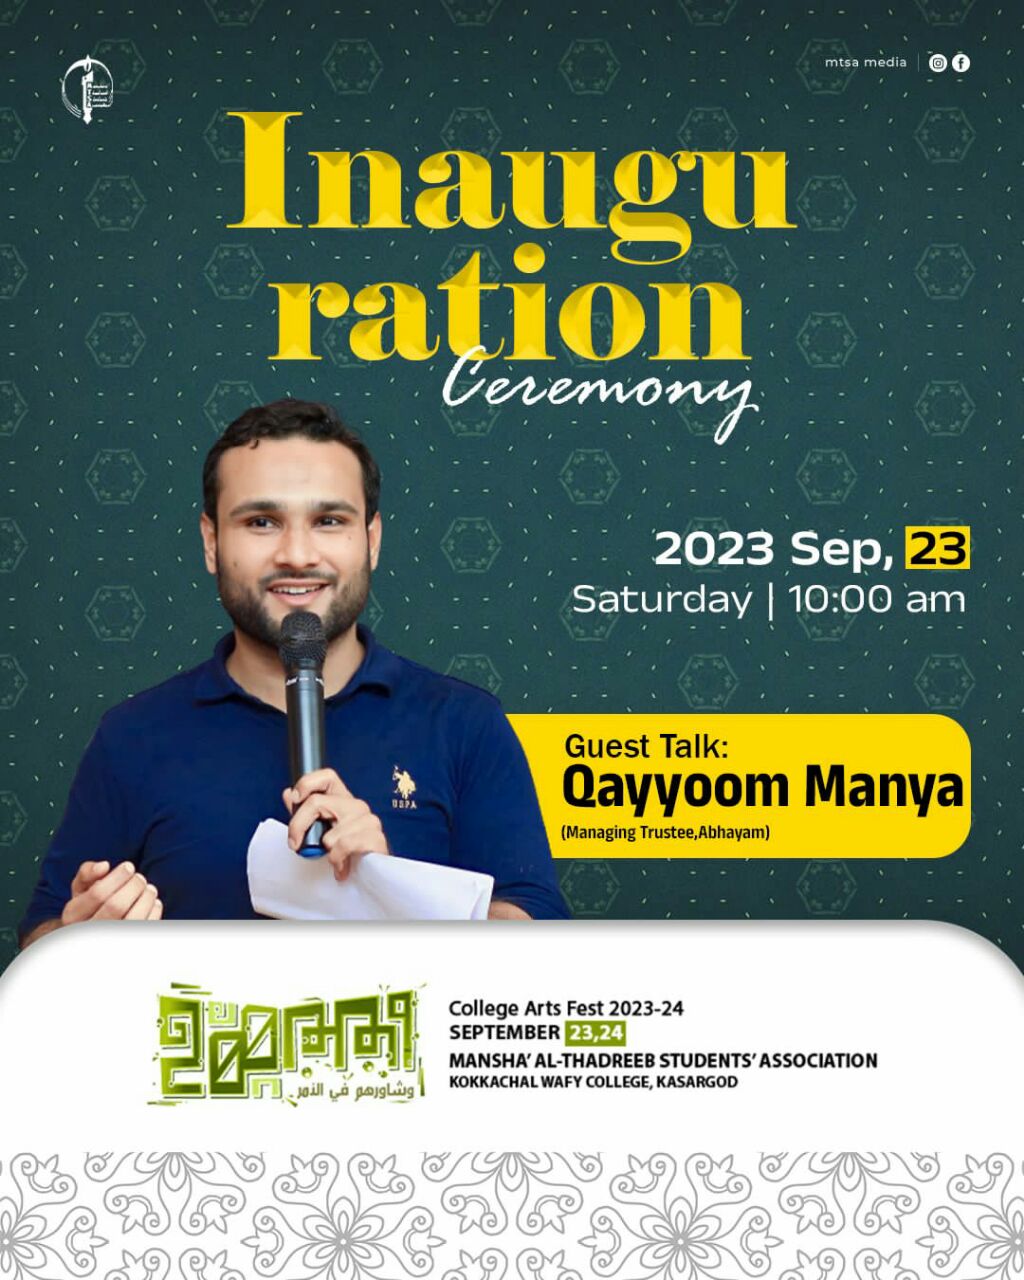 mtsa media
Inaugu
ration
Ceremony
2023 Sep, 23
Saturday | 10:00 am
Guest Talk:
Qayyoom Manya
(Managing Trustee,Abhayam)
USPA
College Arts Fest 2023-24
SEPTEMBER 23,24
MANSHA' AL-THADREEB STUDENTS' ASSOCIATION
KOKKACHAL WAFY COLLEGE, KASARGOD
وشاورهم في الأمر